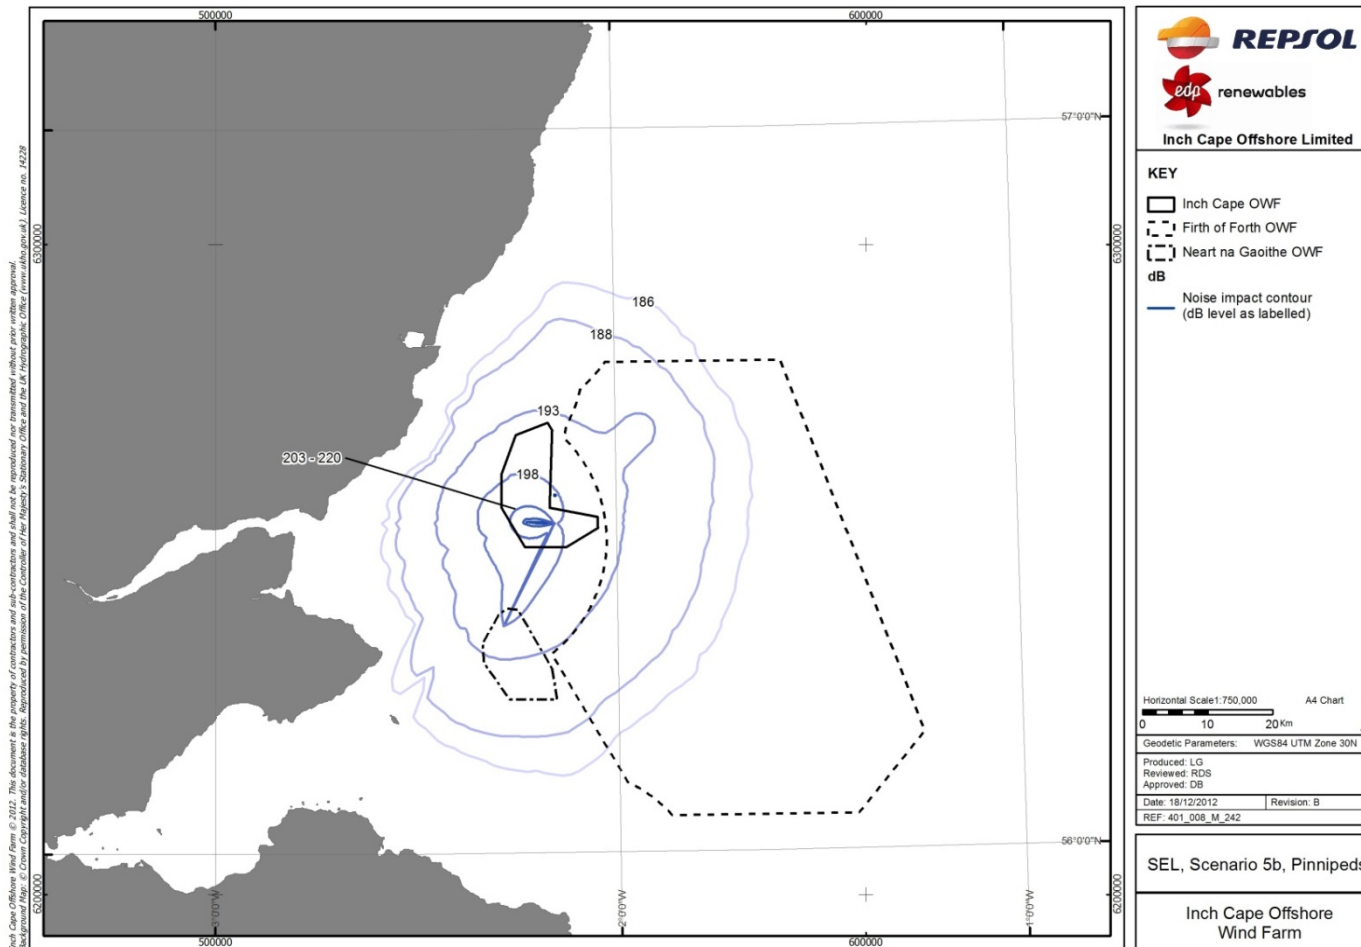 500000
600000
57°0'0"N
6300000
6300000
186
188
193
198
203 - 220
56°0'0"N
6200000
6200000
3°0'0"W
2°0'0"W
1°0'0"W
500000
600000
Inch Cape Offshore Wind Farm © 2012. This document is the property of contractors and sub-contractors and shall not be reproduced nor transmitted without prior written approval.
Background Map: © Crown Copyright and/or database rights. Reproduced by permission of the Controller of Her Majesty's Stationary Office and the UK Hydrographic Office (www.ukho.gov.uk). Licence no. 14228
REPSOL
edp renewables
Inch Cape Offshore Limited
KEY
Inch Cape OWF
Firth of Forth OWF
Neart na Gaoithe OWF
dB
Noise impact contour
(dB level as labelled)
Horizontal Scale1:750,000 A4 Chart
0 10 20 Km
Geodetic Parameters: WGS84 UTM Zone 30N
Produced: LG
Reviewed: RDS
Approved: DB
Date: 18/12/2012 Revision: B
REF: 401_008_M_242
SEL, Scenario 5b, Pinnipeds
Inch Cape Offshore
Wind Farm